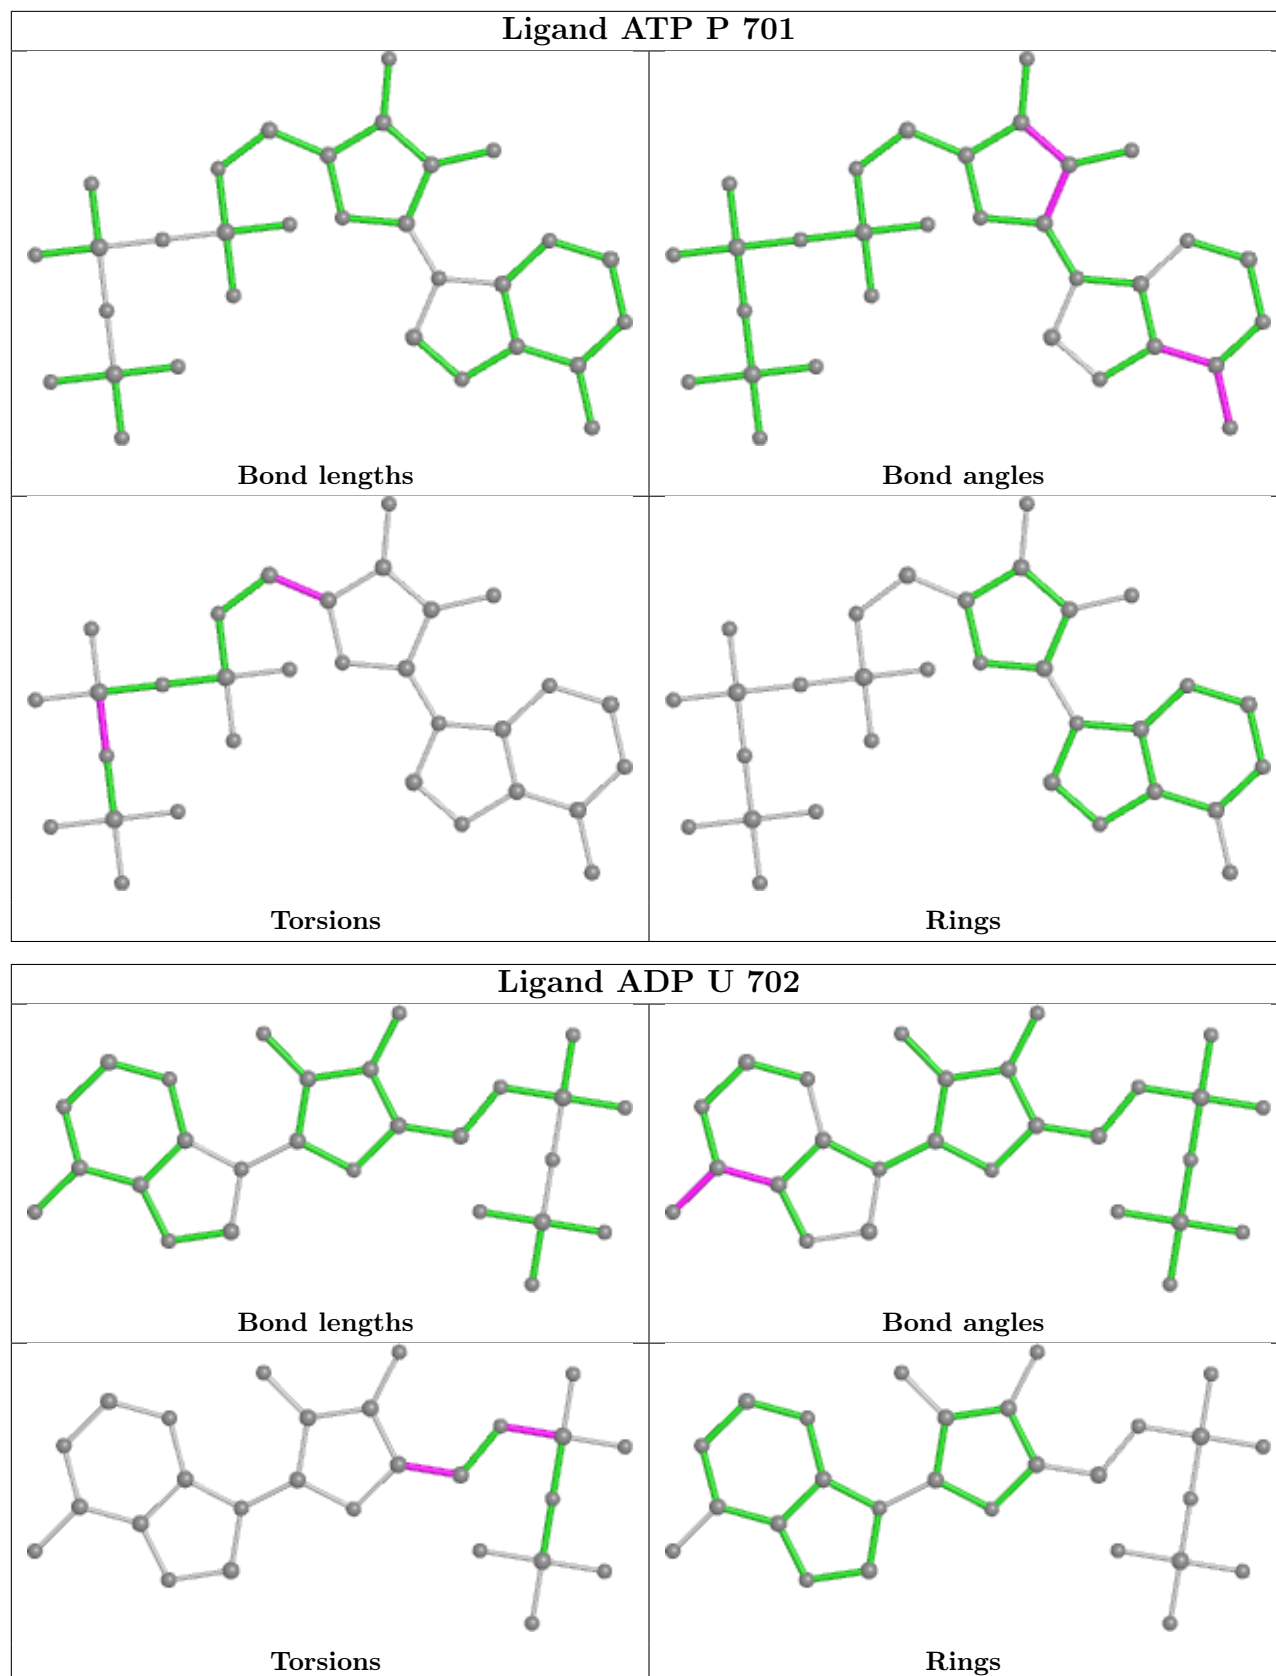 Ligand ATP P 701
Bond lengths
Bond angles
Torsions
Rings
Ligand ADP U 702
Bond lengths
Bond angles
Torsions
Rings